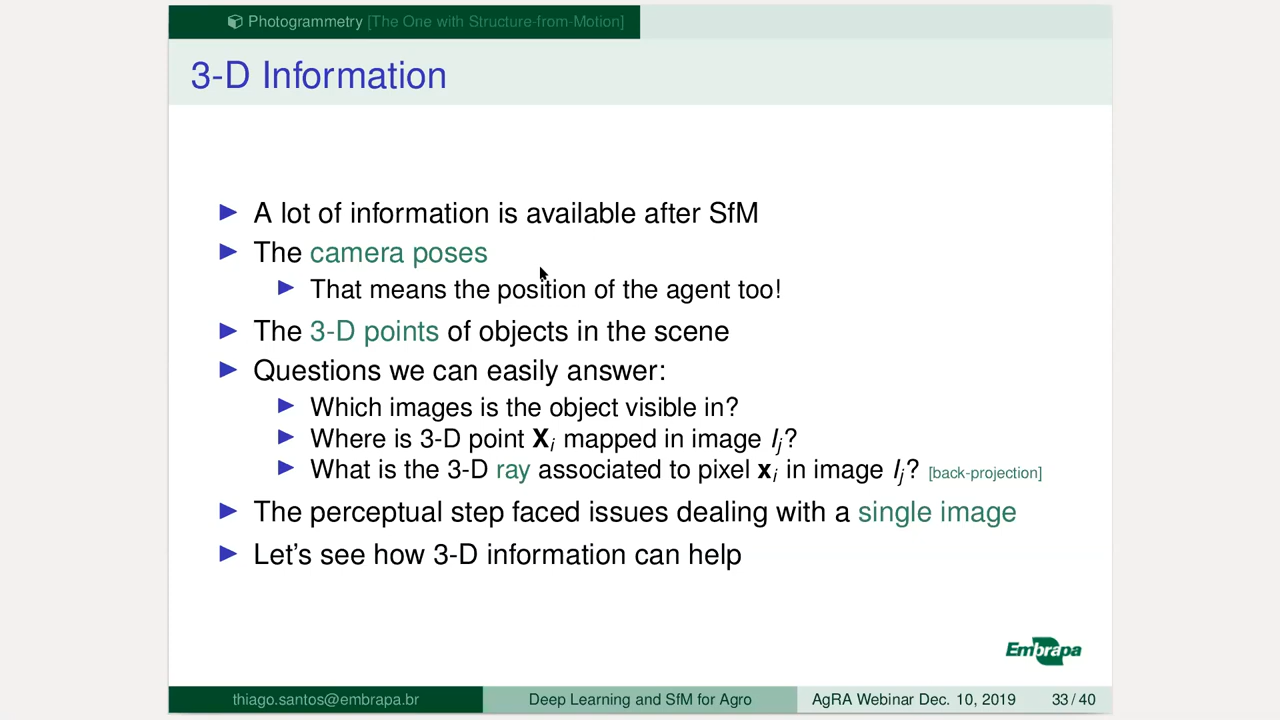 Photogrammetry [The One with Structure-from-Motion]
3-D Information
A lot of information is available after SfM
The camera poses
That means the position of the agent too!
The 3-D points of objects in the scene
Questions we can easily answer:
Which images is the object visible in?
Where is 3-D point Xi mapped in image Ij?
What is the 3-D ray associated to pixel xi in image Ij? [back-projection]
The perceptual step faced issues dealing with a single image
Let's see how 3-D information can help
Embrapa
thiago.santos@embrapa.br Deep Learning and SfM for Agro AgRA Webinar Dec. 10, 2019 33 / 40